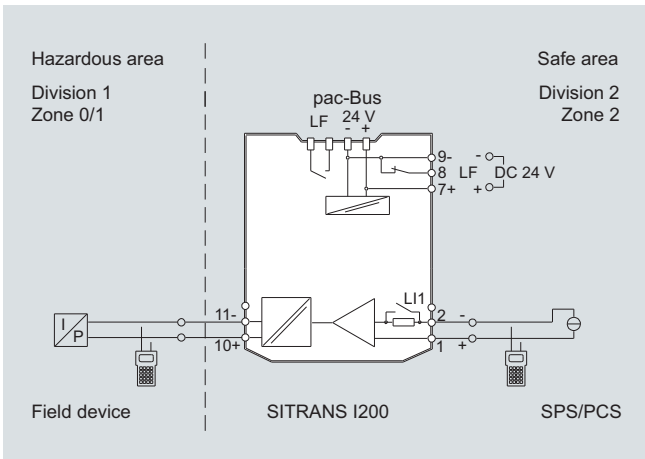 Hazardous area
Safe area
Division 1
Zone 0/1
Division 2
Zone 2
pac-Bus
LF
24 V
- +
9- -
8 LF DC 24 V
7+ +
LI1
11-
2 -
I
P
10+
1 +
Field device
SITRANS I200
SPS/PCS